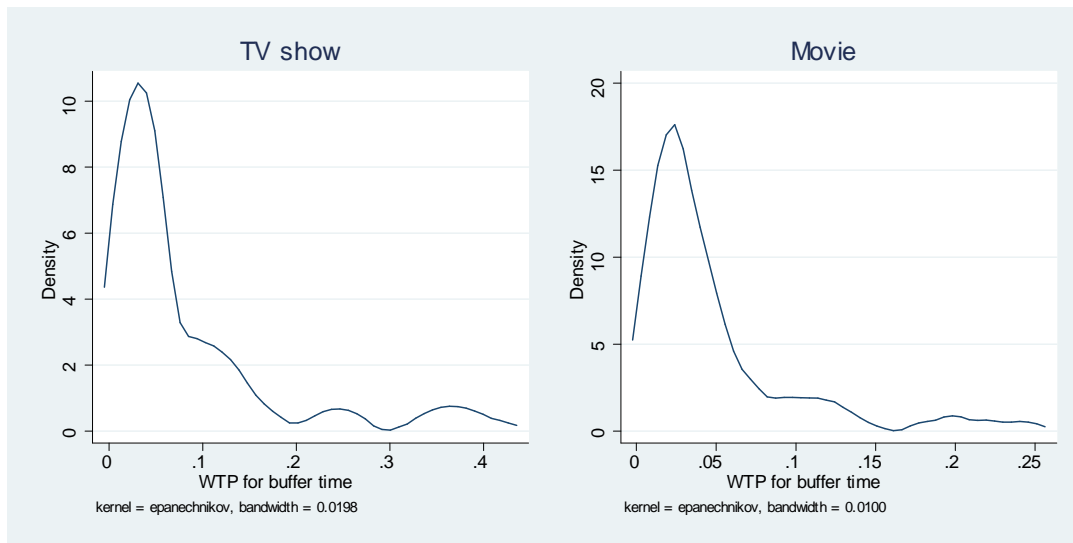 TV show
Density
10
8
6
4
2
0
0 .1 .2 .3 .4
WTP for buffer time
kernel = epanechnikov, bandwidth = 0.0198
Movie
Density
20
15
10
5
0
0 .05 .1 .15 .2 .25
WTP for buffer time
kernel = epanechnikov, bandwidth = 0.0100